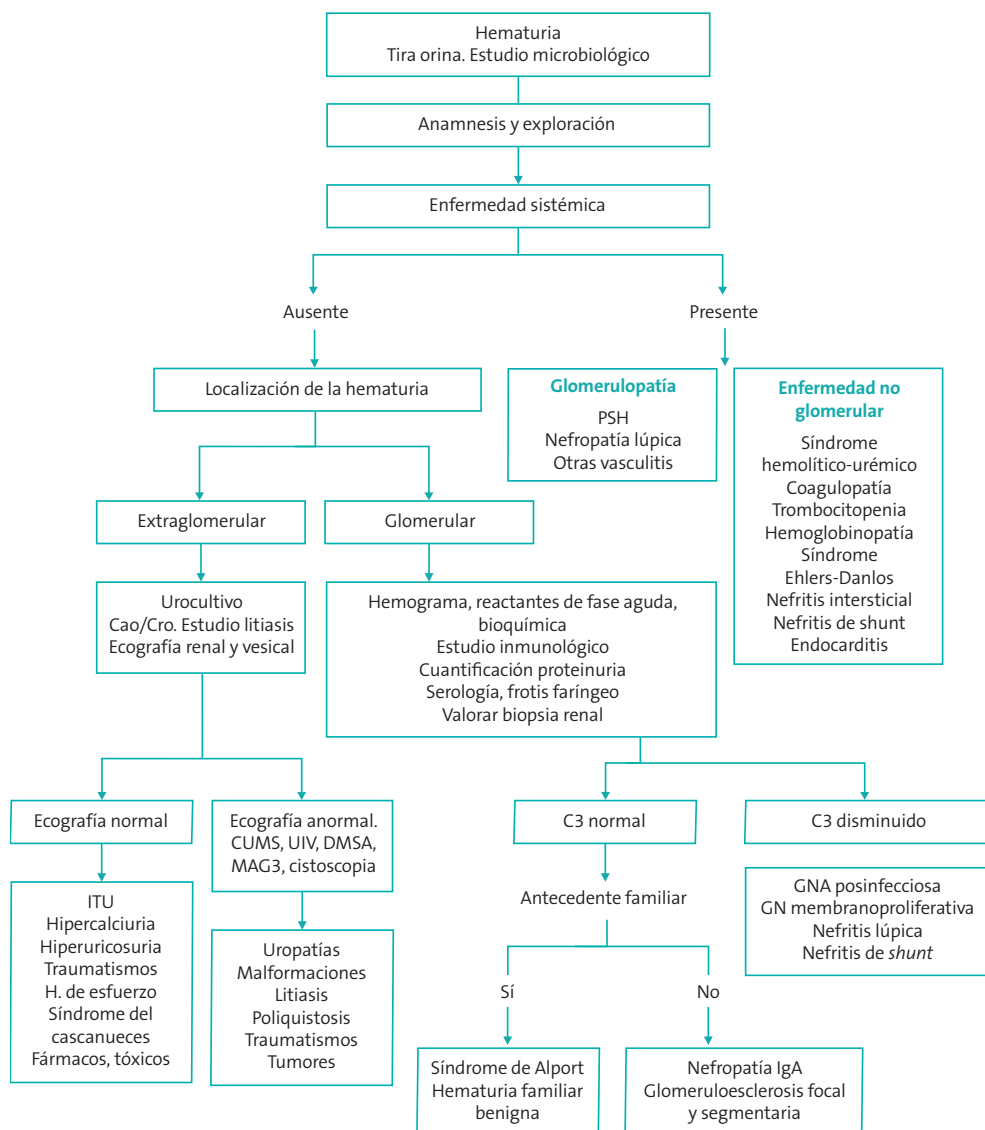 Hematuria
Tira orina. Estudio microbiológico
Anamnesis y exploración
Enfermedad sistémica
Ausente
Presente
Localización de la hematuria
Glomerulopatía
PSH
Nefropatía lúpica
Otras vasculitis
Enfermedad no
glomerular
Síndrome
hemolítico-urémico
Coagulopatía
Trombocitopenia
Hemoglobinopatía
Síndrome
Ehlers-Danlos
Nefritis intersticial
Nefritis de shunt
Endocarditis
Extraglomerular
Glomerular
Urocultivo
Cao/Cro. Estudio litiasis
Ecografía renal y vesical
Hemograma, reactantes de fase aguda,
bioquímica
Estudio inmunológico
Cuantificación proteinuria
Serología, frotis faríngeo
Valorar biopsia renal
Ecografía normal
Ecografía anormal.
CUMS, UIV, DMSA,
MAG3, cistoscopia
C3 normal
C3 disminuido
ITU
Hipercalciuria
Hiperuricosuria
Traumatismos
H. de esfuerzo
Síndrome del
cascanueces
Fármacos, tóxicos
Uropatías
Malformaciones
Litiasis
Poliquistosis
Traumatismos
Tumores
Antecedente familiar
GNA posinfecciosa
GN membranoproliferativa
Nefritis lúpica
Nefritis de shunt
Sí
No
Síndrome de Alport
Hematuria familiar
benigna
Nefropatía IgA
Glomeruloesclerosis focal
y segmentaria